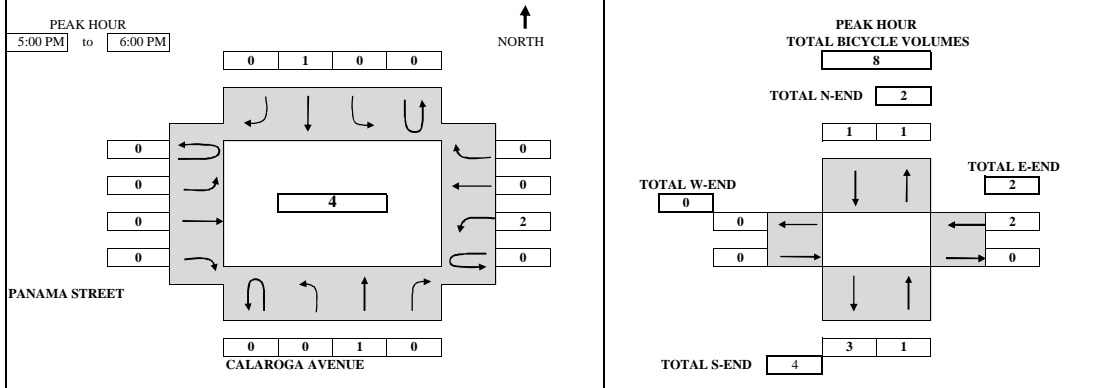 PEAK HOUR
5:00 PM to 6:00 PM
NORTH
0 1 0 0
0
0
0
0
4
0
0
2
0
PANAMA STREET
0 0 1 0
CALAROGA AVENUE
PEAK HOUR
TOTAL BICYCLE VOLUMES
8
TOTAL N-END 2
1 1
TOTAL E-END
2
TOTAL W-END
0
0
0
2
0
3 1
TOTAL S-END 4